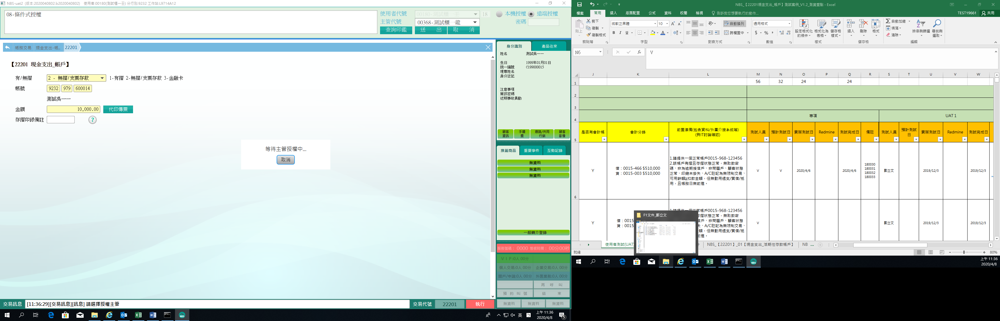 NBS-uat2 (版本:2020040802.b2020040802) 使用者:00180(測試櫃一壬) 分行別:9232 工作站:L9714A12
08-條件式授權
使用者代號 00180-測試櫃一壬 18 本機授權 遠端授權
主管代號 00368-測試櫃一龍 密碼
查詢印鑑 送 出 取 消
帳務交易 現金支出-帳.. 22201
【22201 現金支出_帳戶】
有/無摺 2 - 無摺/支票存款 1-有摺 2-無摺/支票存款 3-金融卡
帳號 9232 979 600014
測試吳一一
金額 10,000.00 代印傳票
存摺印錄備註 ?
等待主管授權中...
取消
身分識別 產品往來
姓名 測試吳一一
生日 1999年01月01日
統一編號 C199000015
理專姓名
身分註記
注意事項
簡訊密碼
近期事故異動
顧客資訊 手續費 通路/共同行銷 顧客影像
推薦商品 重要事件 互動記錄
無資料
無資料
無資料
一般轉介登錄
服務號碼： 0000 等候時間： 00分00秒
V I P:0人 00分
個人交易:0人 00分 企業交易:0人 00分
開戶/申請:0人 00分 外匯業務:0人 00分
再 呼 叫
預 約 叫 號 結 束
無資料 無資料 無資料
交易訊息 [11:36:29][交易訊息][訊息] 請選擇授權主管 交易代號 22201 執行
英 上午 11:36
2020/4/8
5
NBS_【22201現金支出_帳戶】測試案例_V1.2_測資盤點 - Excel
檔案 常用 插入 版面配置 公式 資料 校閱 檢視 告訴我您想要執行的動作... TEST19661 共用
貼上 剪下 複製 複製格式 剪貼簿
微軟正黑體 10 B I U 字型
自動換列 跨欄置中 對齊方式
通用格式 $ % 數值
設定格式化的條件 格式化為表格 儲存格樣式 樣式
插入 刪除 格式 儲存格
自動加總 填滿 清除 排序與篩選 尋找與選取 編輯
N6 fx V
J K L M N O P Q R S T U V W
1 56 32 24 24
2
3
4 專項 UAT 1
5 是否有會計帳 會計分錄 前置準備(包含資料/外圍介接系統等)
(與IT討論確認) 測試人員 預計測試日 實際測試日 Redmine 測試完成日 備註 測試人員 預計測試日 實際測試日 Redmine 測試完成日
6 Y 借：0015-466 $510,000
貸：0015-003 $510,000
1.請提供一個正常帳戶0015-968-123456
2.該帳戶有摺且存摺狀態正常，無取款密
碼、非為逾期授信戶、非問題戶、顧客狀態
正常、印鑑未掛失、A/C註記為無限制交易、
可用餘額≧扣款金額，但無動用透支/質借/抵
用，且帳務日無前進。
V V 2020/4/6 2020/4/6
180030
180031
180032
180033
鄭立文 2019/12/3 2019/12/3
1.請提供一個正常帳戶0015-968-123456
存摺狀態正常，無取款密
戶、非問題戶、顧客狀態
Y 借：0015
貸：0015
失、A/C註記為無限制交易、
額，但無動用透支/質借/抵
前進。
V 鄭立文 2019/12/3 2019/12/3
F1文件_鄭立文
使用者測試(UAT) NBS_【22201】_01【現金支出_活期性存款帳戶】 NB ...
就緒 80%
上午 11:36
2020/4/8